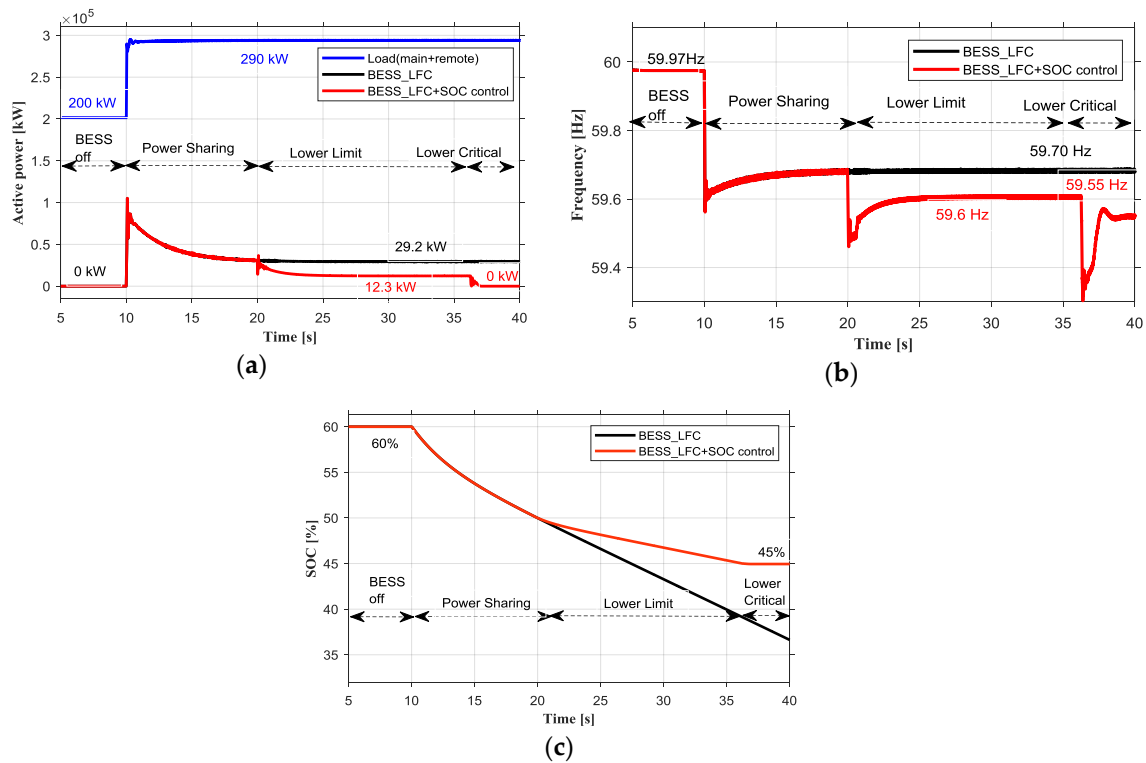 ×10⁵
3
2.5
2
1.5
1
0.5
0
Active power [kW]
290 kW
200 kW
Load(main+remote)
BESS_LFC
BESS_LFC+SOC control
BESS
off
Power Sharing
Lower Limit
Lower Critical
0 kW
29.2 kW
12.3 kW
0 kW
5 10 15 20 25 30 35 40
Time [s]
(a)
60
59.8
59.6
59.4
Frequency [Hz]
59.97Hz
BESS_LFC
BESS_LFC+SOC control
BESS
off
Power Sharing
Lower Limit
Lower Critical
59.70 Hz
59.55 Hz
59.6 Hz
5 10 15 20 25 30 35 40
Time [s]
(b)
60
55
50
45
40
35
SOC [%]
60%
BESS_LFC
BESS_LFC+SOC control
45%
BESS
off
Power Sharing
Lower Limit
Lower
Critical
5 10 15 20 25 30 35 40
Time [s]
(c)